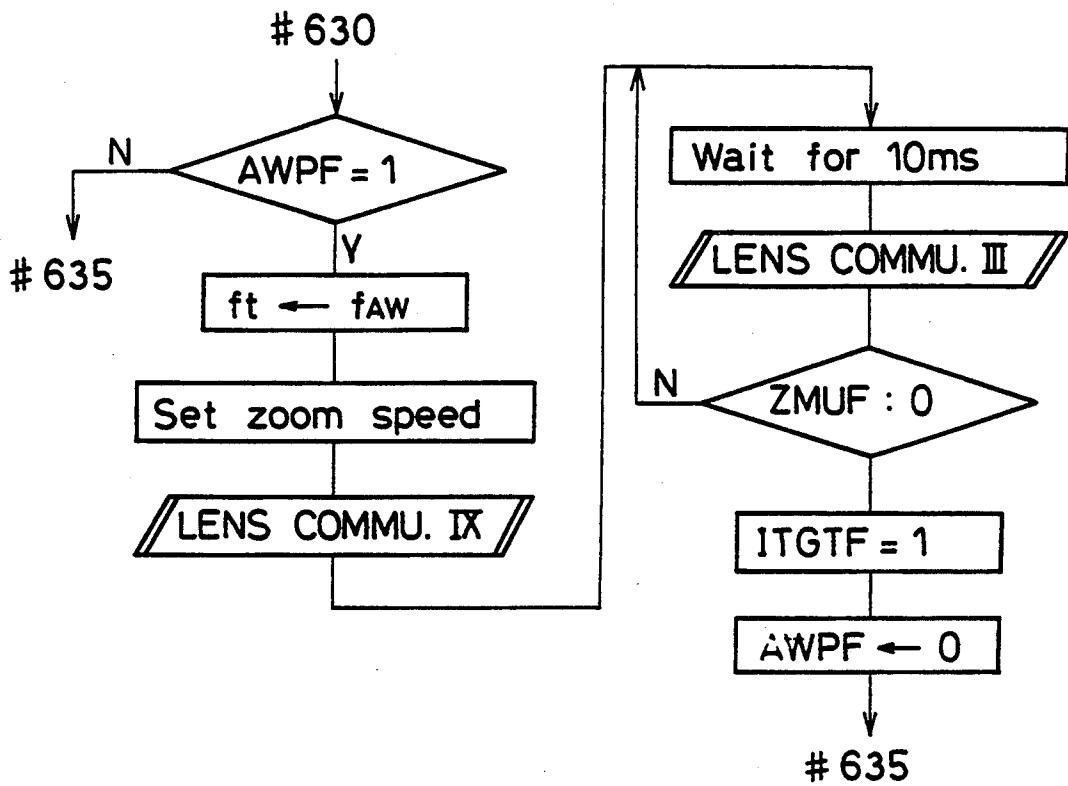 # 630
AWPF = 1
N
Y
# 635
ft ← fAW
Set zoom speed
LENS COMMU. IX
Wait for 10ms
LENS COMMU. III
ZMUF : 0
N
ITGTF = 1
AWPF ← 0
# 635